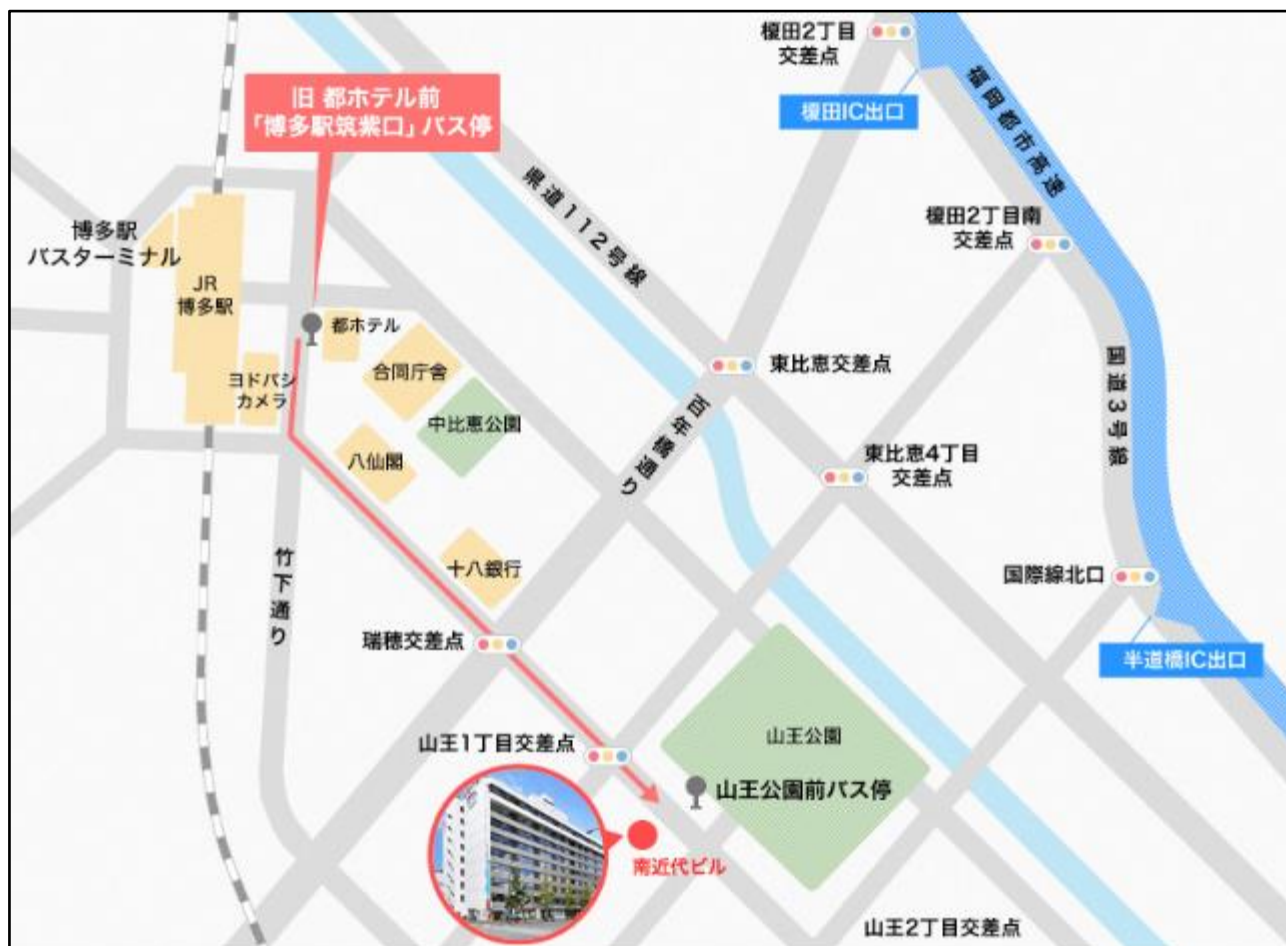 榎田2丁目
交差点
旧 都ホテル前
「博多駅筑紫口」バス停
榎田IC出口
福岡都市高速
県道112号線
榎田2丁目南
交差点
博多駅
バスターミナル
JR
博多駅
都ホテル
合同庁舎
東比恵交差点
国道3号線
ヨドバシ
カメラ
中比恵公園
百年橋通り
八仙閣
東比恵4丁目
交差点
十八銀行
竹下通り
国際線北口
瑞穂交差点
半道橋IC出口
山王公園
山王1丁目交差点
山王公園前バス停
南近代ビル
山王2丁目交差点